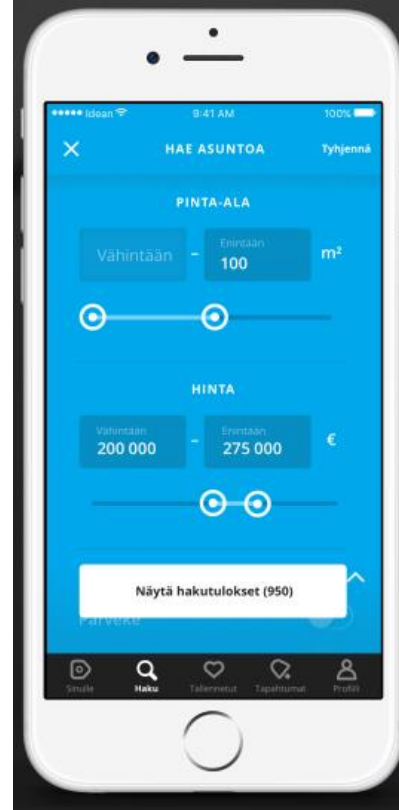 Idean 9:41 AM 100%
HAE ASUNTOA Tyhjennä
PINTA-ALA
Vähintään – Enintään m²
100
HINTA
Vähintään – Enintään €
200 000 275 000
Näytä hakutulokset (950)
Parveke
Sinulle Haku Tallennetut Tapahtumat Profiili